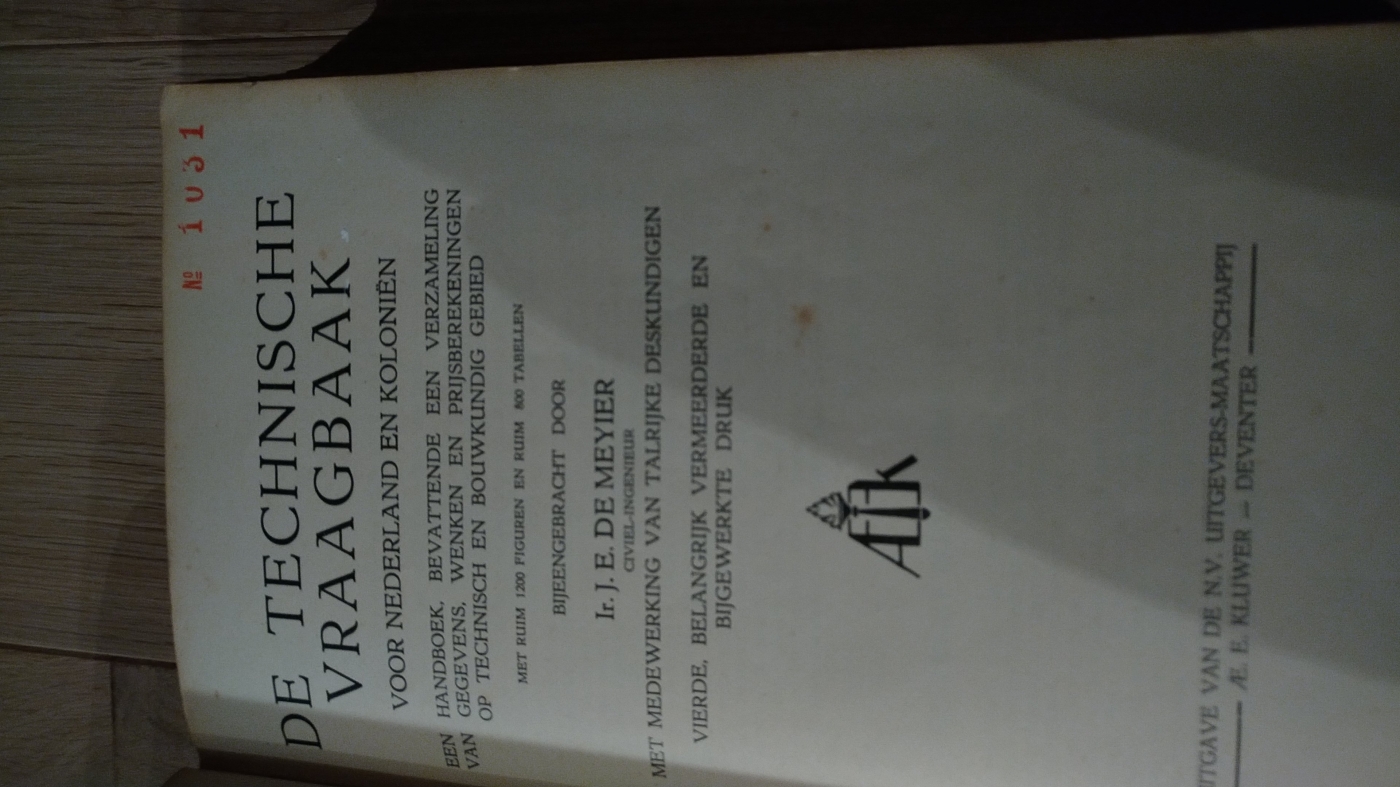 № 1031
DE TECHNISCHE
VRAAGBAAK
VOOR NEDERLAND EN KOLONIËN
EEN HANDBOEK, BEVATTENDE EEN VERZAMELING
VAN GEGEVENS, WENKEN EN PRIJSBEREKENINGEN
OP TECHNISCH EN BOUWKUNDIG GEBIED
MET RUIM 1200 FIGUREN EN RUIM 800 TABELLEN
BIJEENGEBRACHT DOOR
Ir. J. E. DE MEYIER
CIVIEL-INGENIEUR
MET MEDEWERKING VAN TALRIJKE DESKUNDIGEN
VIERDE, BELANGRIJK VERMEERDERDE EN
BIJGEWERKTE DRUK
UITGAVE VAN DE N.V. UITGEVERS-MAATSCHAPPIJ
Æ. E. KLUWER — DEVENTER